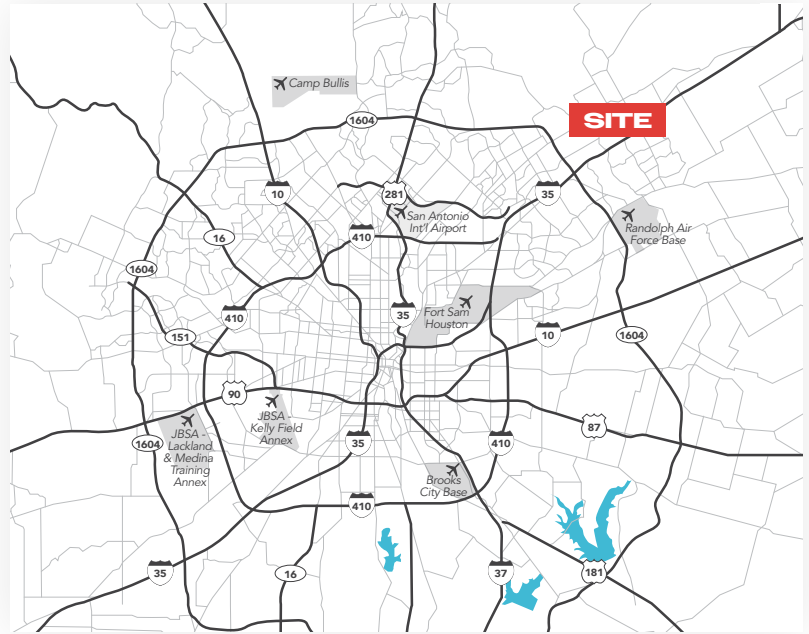 Camp Bullis
SITE
1604
10
281
35
San Antonio
Int'l Airport
Randolph Air
Force Base
16
410
1604
410
35
Fort Sam
Houston
151
10
1604
90
JBSA -
Kelly Field
Annex
87
JBSA -
Lackland
& Medina
Training
Annex
1604
35
410
Brooks
City Base
410
35
16
37
181